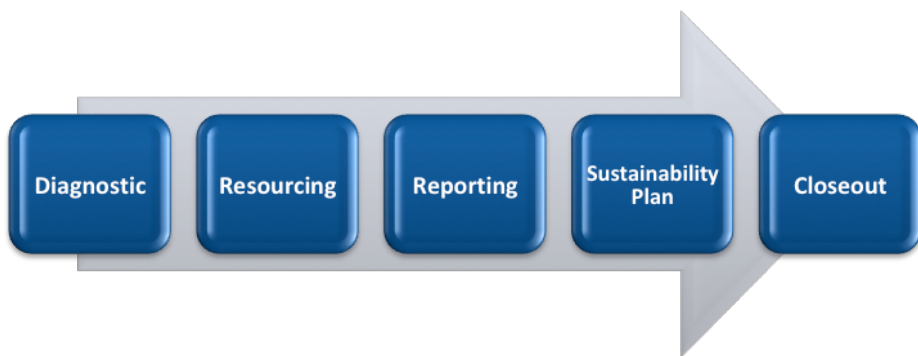 Diagnostic
Resourcing
Reporting
Sustainability
Plan
Closeout